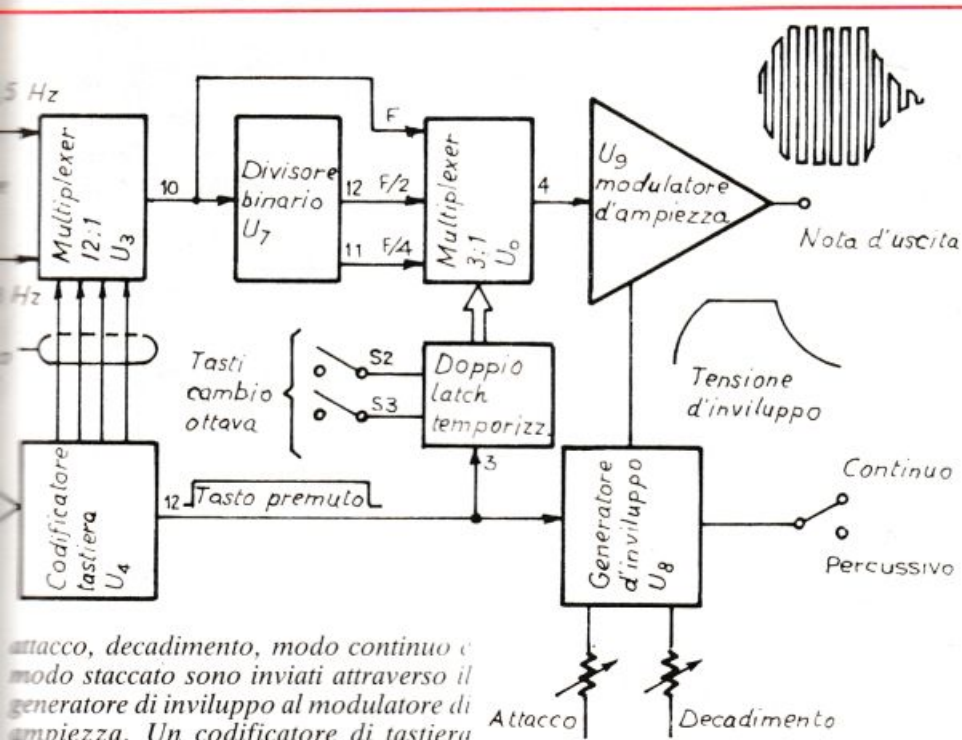 5 Hz
Multiplexer
12:1
U3
10
Divisore
binario
U7
F
12
F/2
11
F/4
Multiplexer
3:1
U0
4
U9
modulatore
d'ampiezza
Nota d'uscita
Hz
Tasti
cambio
ottava
S2
S3
Doppio
latch
temporizz.
3
Tensione
d'inviluppo
Codificatore
tastiera
U4
12
Tasto premuto
Generatore
d'inviluppo
U8
Continuo
Percussivo
Attacco
Decadimento
attacco, decadimento, modo continuo
modo staccato sono inviati attraverso il
generatore di inviluppo al modulatore di
ampiezza. Un codificatore di tastiera